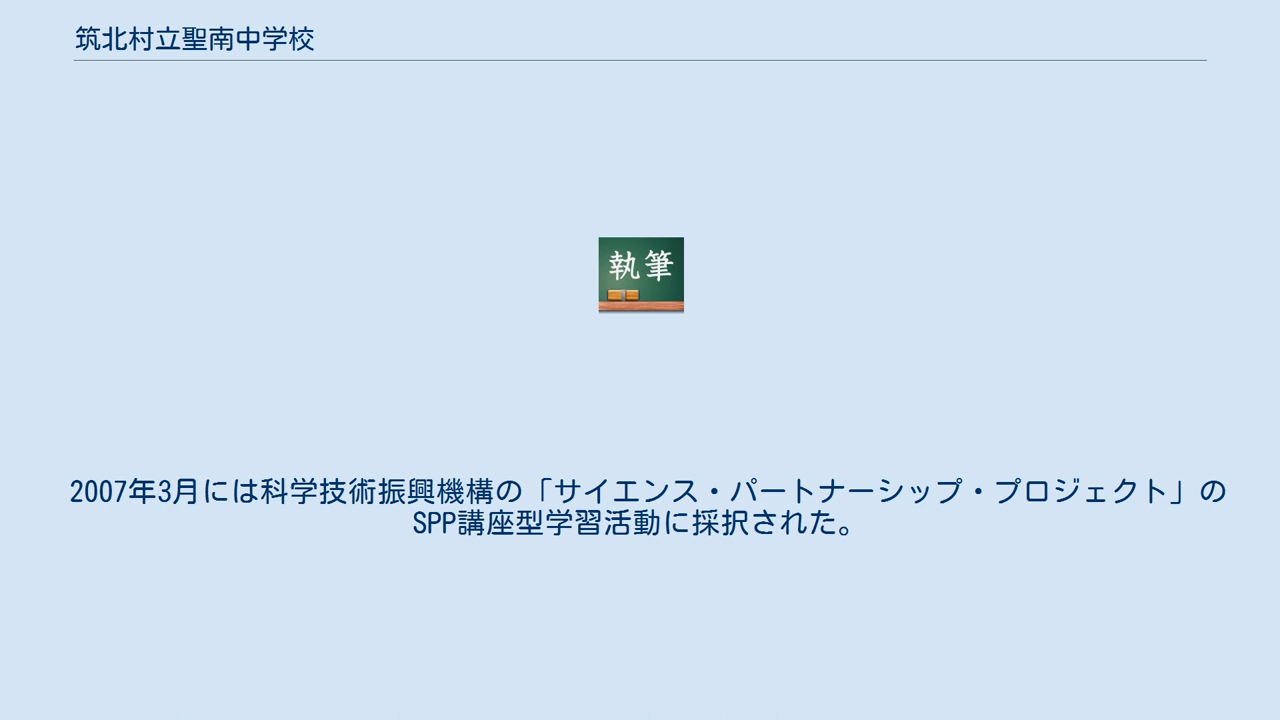 筑北村立聖南中学校
執筆
2007年3月には科学技術振興機構の「サイエンス・パートナーシップ・プロジェクト」の
SPP講座型学習活動に採択された。